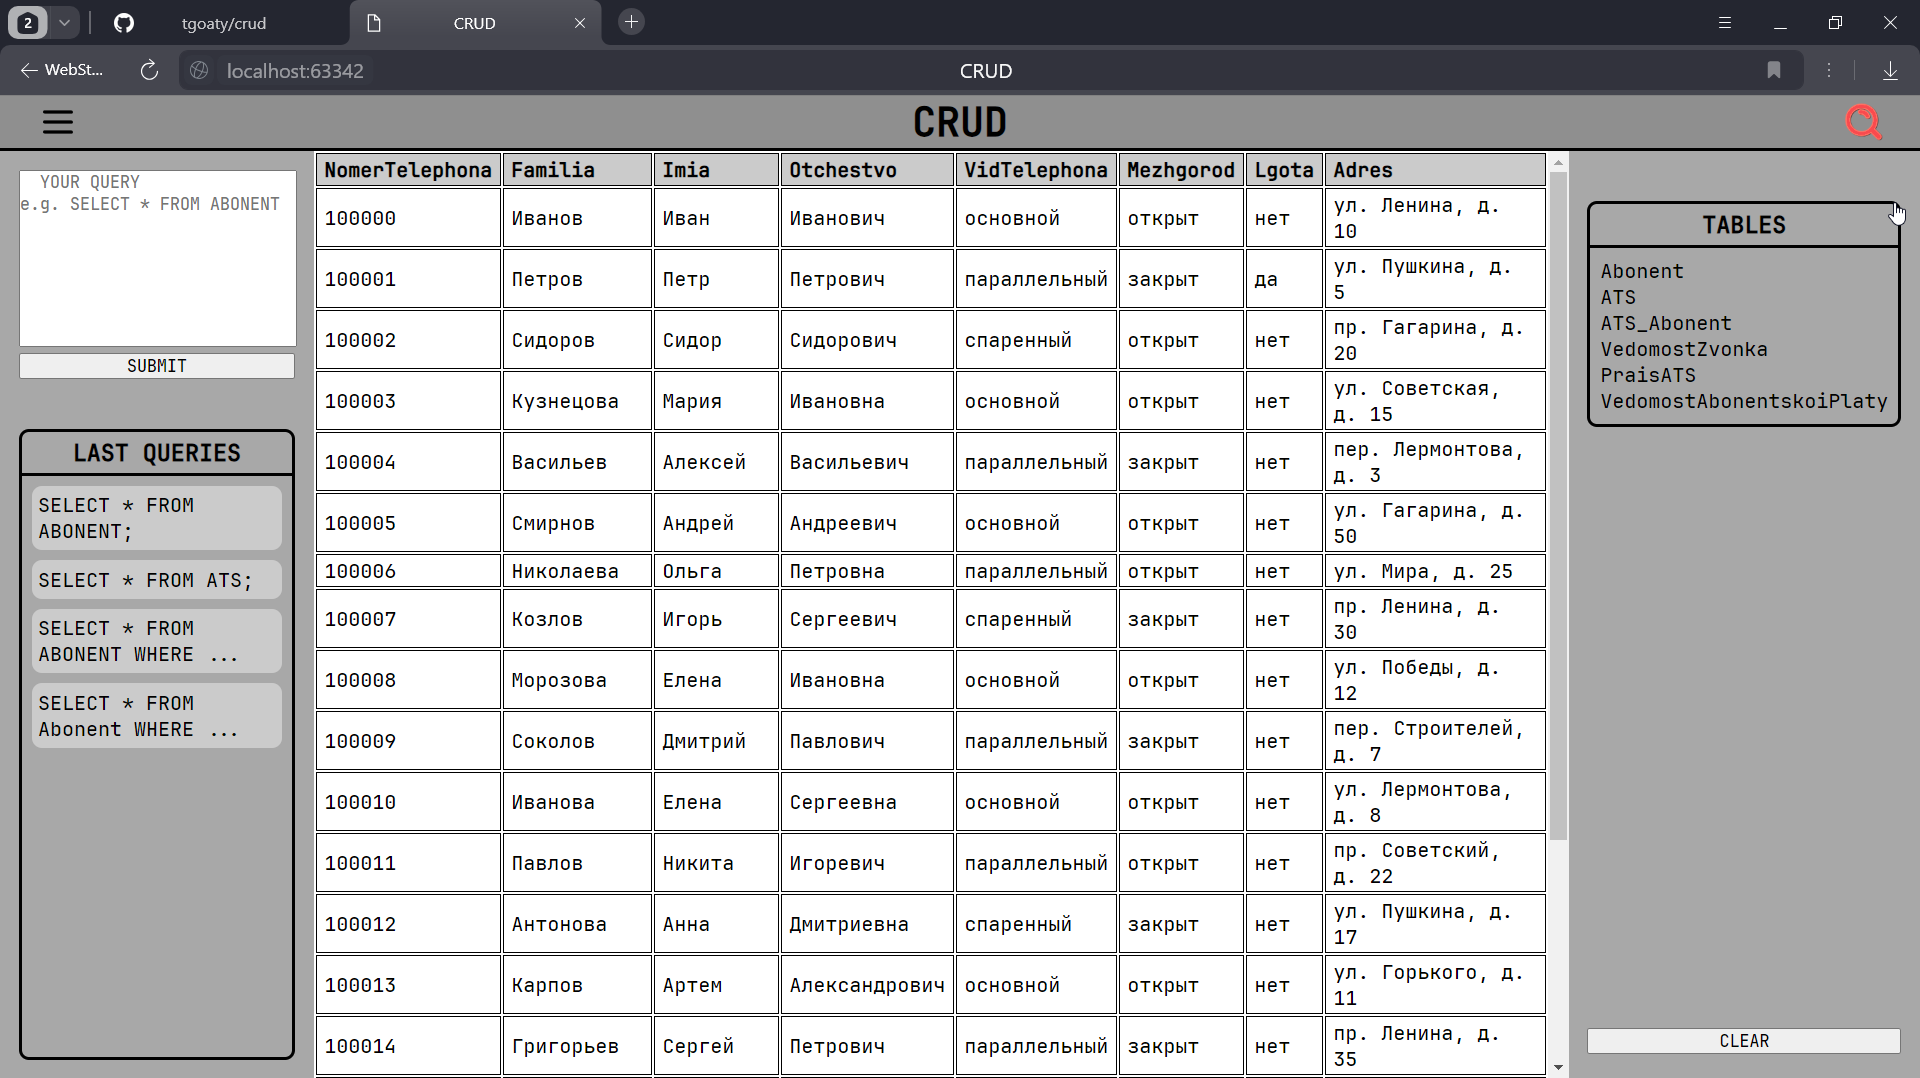 2
tgoaty/crud
CRUD
WebSt...
localhost:63342
CRUD
CRUD
YOUR QUERY
e.g. SELECT * FROM ABONENT
SUBMIT
LAST QUERIES
SELECT * FROM
ABONENT;
SELECT * FROM ATS;
SELECT * FROM
ABONENT WHERE ...
SELECT * FROM
Abonent WHERE ...
NomerTelephona Familia Imia Otchestvo VidTelephona Mezhgorod Lgota Adres
100000 Иванов Иван Иванович основной открыт нет ул. Ленина, д.
10
100001 Петров Петр Петрович параллельный закрыт да ул. Пушкина, д.
5
100002 Сидоров Сидор Сидорович спаренный открыт нет пр. Гагарина, д.
20
100003 Кузнецова Мария Ивановна основной открыт нет ул. Советская,
д. 15
100004 Васильев Алексей Васильевич параллельный закрыт нет пер. Лермонтова,
д. 3
100005 Смирнов Андрей Андреевич основной открыт нет ул. Гагарина, д.
50
100006 Николаева Ольга Петровна параллельный открыт нет ул. Мира, д. 25
100007 Козлов Игорь Сергеевич спаренный закрыт нет пр. Ленина, д.
30
100008 Морозова Елена Ивановна основной открыт нет ул. Победы, д.
12
100009 Соколов Дмитрий Павлович параллельный закрыт нет пер. Строителей,
д. 7
100010 Иванова Елена Сергеевна основной открыт нет ул. Лермонтова,
д. 8
100011 Павлов Никита Игоревич параллельный открыт нет пр. Советский,
д. 22
100012 Антонова Анна Дмитриевна спаренный закрыт нет ул. Пушкина, д.
17
100013 Карпов Артем Александрович основной открыт нет ул. Горького, д.
11
100014 Григорьев Сергей Петрович параллельный закрыт нет пр. Ленина, д.
35
TABLES
Abonent
ATS
ATS_Abonent
VedomostZvonka
PraisATS
VedomostAbonentskoiPlaty
CLEAR